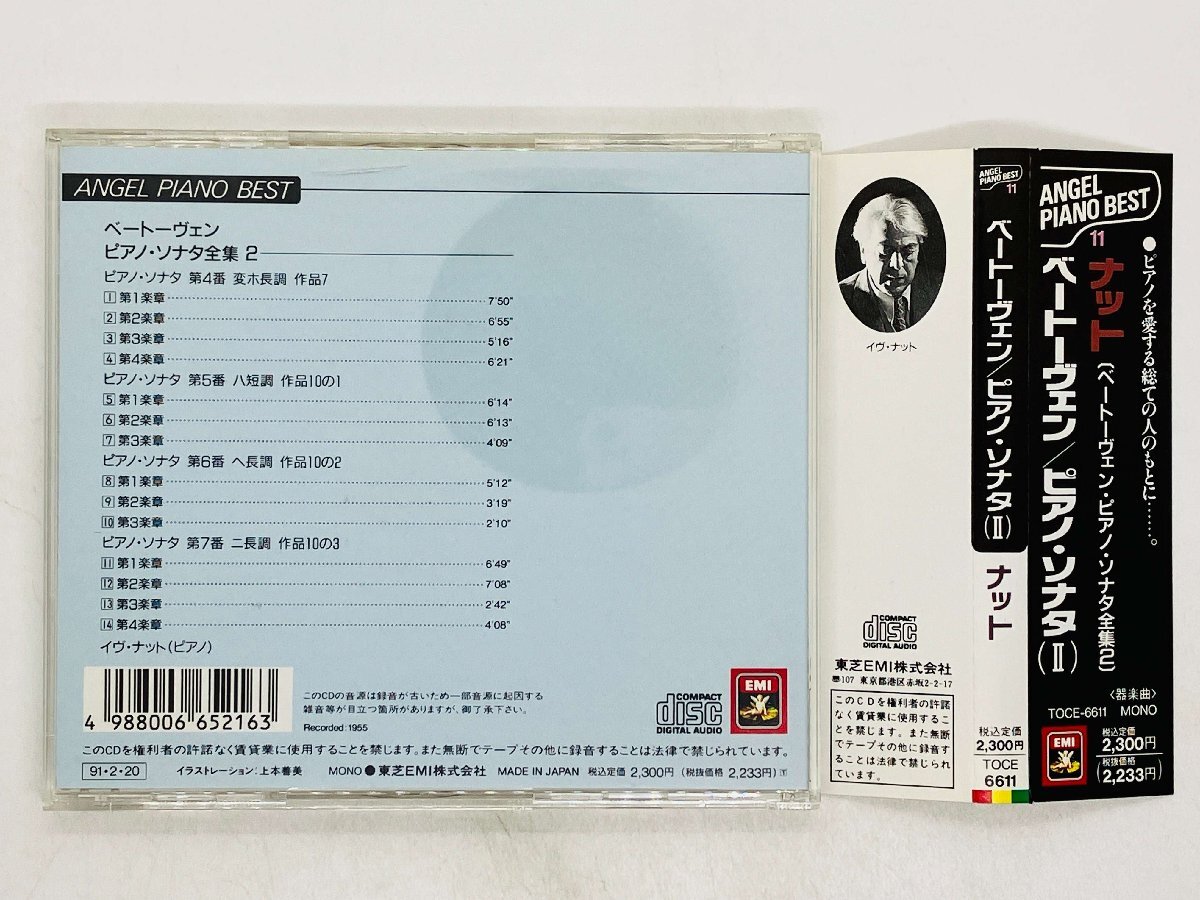 ANGEL PIANO BEST
ベートーヴェン
ピアノ・ソナタ全集 2
ピアノ・ソナタ 第4番 変ホ長調 作品7
1 第1楽章 7'50"
2 第2楽章 6'55"
3 第3楽章 5'16"
4 第4楽章 6'21"
ピアノ・ソナタ 第5番 ハ短調 作品10の1
5 第1楽章 6'14"
6 第2楽章 6'13"
7 第3楽章 4'09"
ピアノ・ソナタ 第6番 ヘ長調 作品10の2
8 第1楽章 5'12"
9 第2楽章 3'19"
10 第3楽章 2'10"
ピアノ・ソナタ 第7番 ニ長調 作品10の3
11 第1楽章 6'49"
12 第2楽章 7'08"
13 第3楽章 2'42"
14 第4楽章 4'08"
イヴ・ナット(ピアノ)
4 988006 652163
このCDの音源は録音が古いため一部音源に起因する
雑音等が目立つ箇所がありますが、御了承下さい。
Recorded:1955
COMPACT
disc
DIGITAL AUDIO
EMI
このCDを権利者の許諾なく賃貸業に使用することを禁じます。また無断でテープその他に録音することは法律で禁じられています。
91・2・20 イラストレーション:上本善美 MONO ● 東芝EMI株式会社 MADE IN JAPAN 税込定価 2,300円(税抜価格 2,233円)
イヴ・ナット
COMPACT
disc
DIGITAL AUDIO
東芝EMI株式会社
〒107 東京都港区赤坂2-2-17
このCDを権利者の許諾
なく賃貸業に使用するこ
とを禁じます。また無断
でテープその他に録音す
ることは法律で禁じられ
ています。
ANGEL
PIANO BEST
11
ベートーヴェン/ピアノ・ソナタ(II)
ナット
税込定価
2,300円
TOCE
6611
ANGEL
PIANO BEST
11
●ピアノを愛する総ての人のもとに……。
ナット
(ベートーヴェン・ピアノ・ソナタ全集2)
ベートーヴェン/ピアノ・ソナタ(II)
〈器楽曲〉
TOCE-6611 MONO
EMI
税込定価
2,300円
(税抜価格
2,233円)